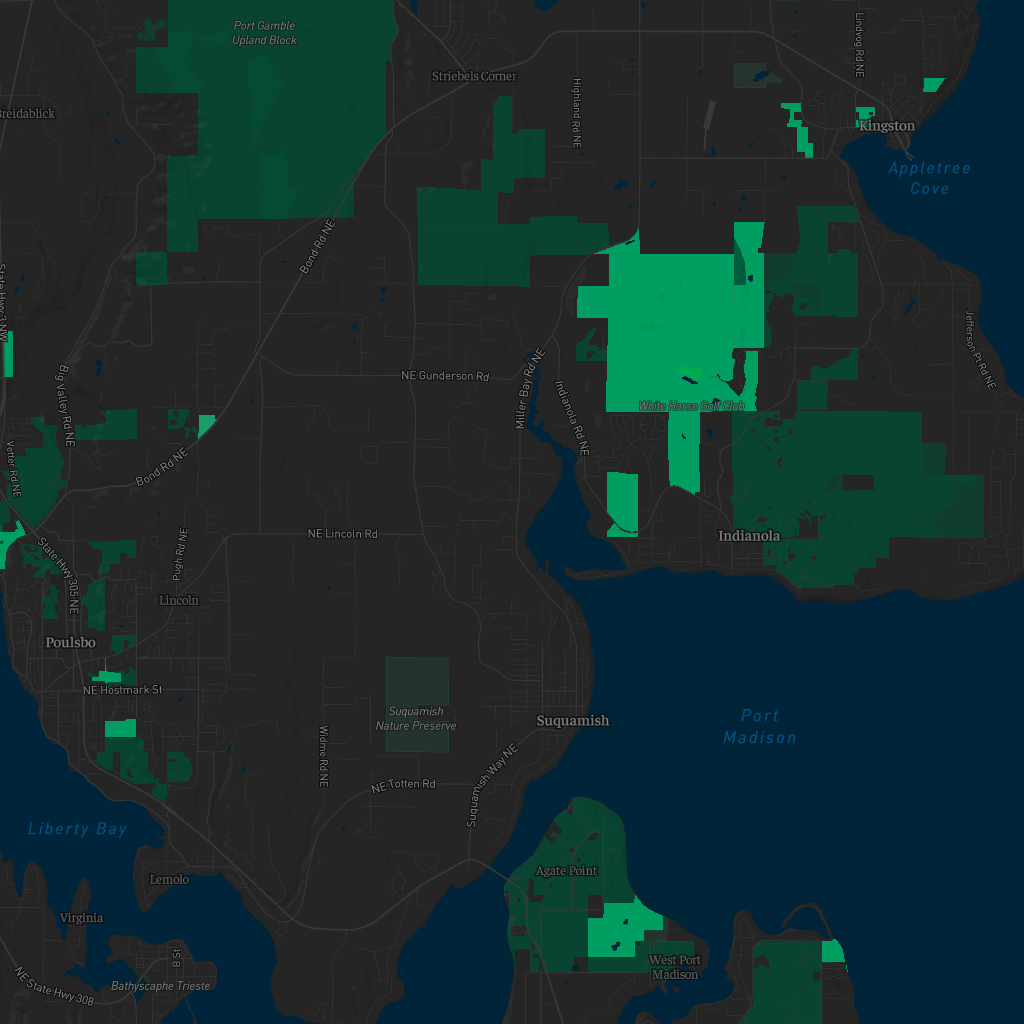 Port Gamble
Upland Block
Striebels Corner
Lindvog Rd NE
Highland Rd NE
Breidablick
Kingston
Appletree
Cove
Bond Rd NE
State Hwy 3 NW
Jefferson Pt Rd NE
Big Valley Rd NE
NE Gunderson Rd
Miller Bay Rd NE
Indianola Rd NE
White Horse Golf Club
Vetter Rd NE
Bond Rd NE
NE Lincoln Rd
Indianola
Pugh Rd NE
State Hwy 305 NE
Lincoln
Poulsbo
NE Hostmark St
Suquamish
Nature Preserve
Suquamish
Port
Madison
Widme Rd NE
NE Totten Rd
Suquamish Way NE
Liberty Bay
Agate Point
Lemolo
Virginia
B St
West Port
Madison
Bathyscaphe Trieste
NE State Hwy 308